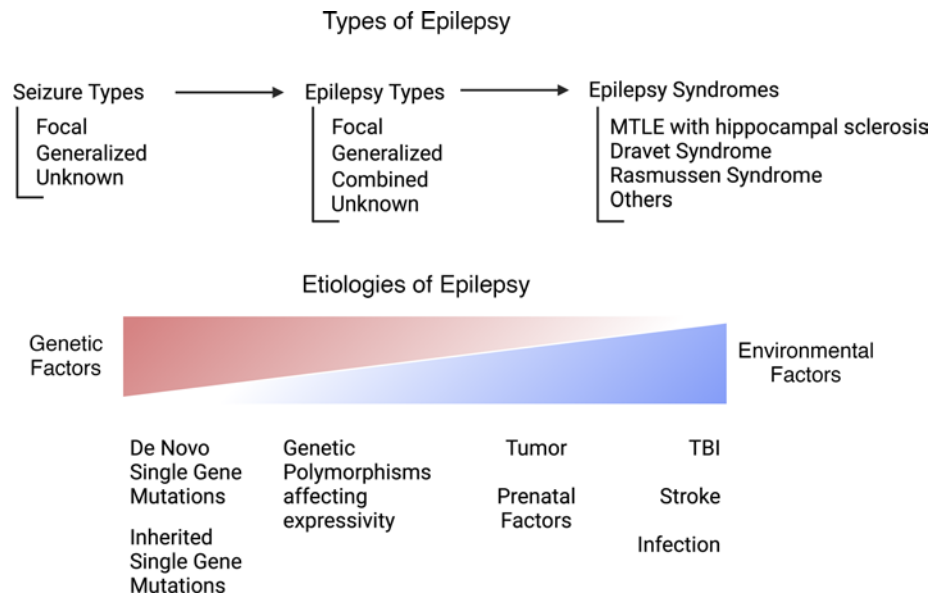 Types of Epilepsy
Seizure Types
Focal
Generalized
Unknown
Epilepsy Types
Focal
Generalized
Combined
Unknown
Epilepsy Syndromes
MTLE with hippocampal sclerosis
Dravet Syndrome
Rasmussen Syndrome
Others
Etiologies of Epilepsy
Genetic
Factors
Environmental
Factors
De Novo
Single Gene
Mutations
Inherited
Single Gene
Mutations
Genetic
Polymorphisms
affecting
expressivity
Tumor
Prenatal
Factors
TBI
Stroke
Infection